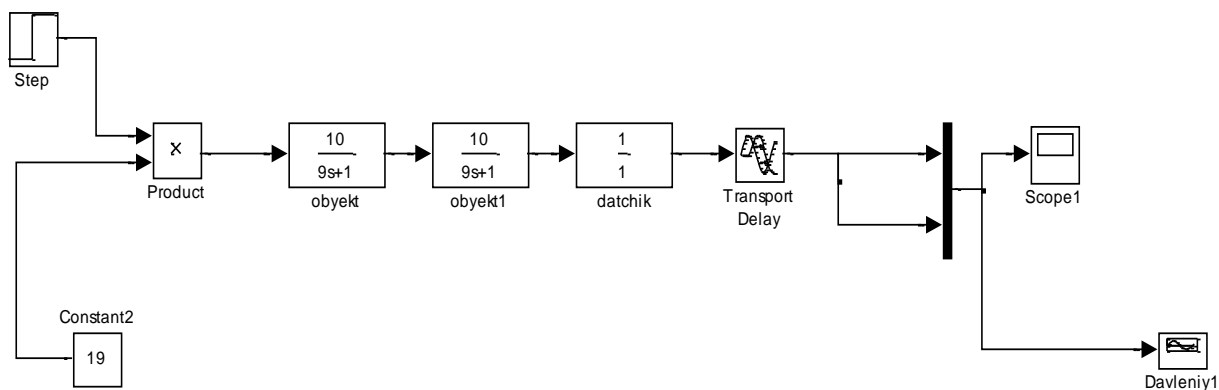 Step
x
Product
10
9s+1
obyekt
10
9s+1
obyekt1
1
1
datchik
Transport
Delay
Scope1
Constant2
19
Davleniy1